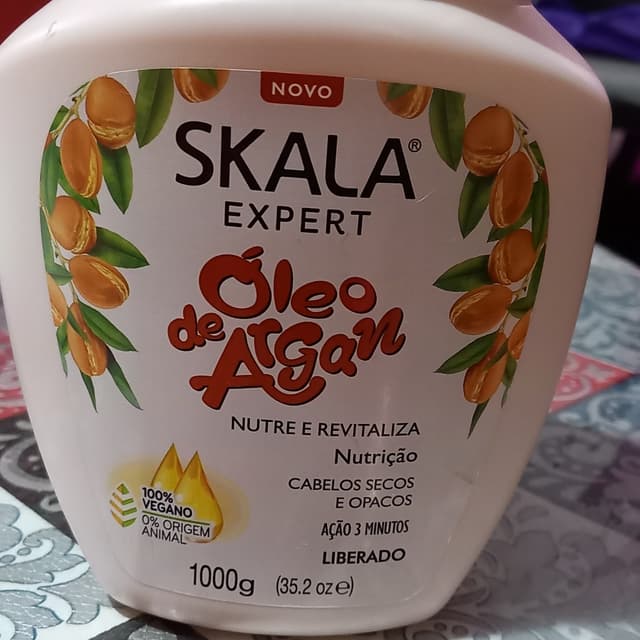 NOVO
SKALA®
EXPERT
Óleo
de Argan
NUTRE E REVITALIZA
Nutrição
CABELOS SECOS
E OPACOS
AÇÃO 3 MINUTOS
LIBERADO
100%
VEGANO
0% ORIGEM
ANIMAL
1000g (35.2 oz e)